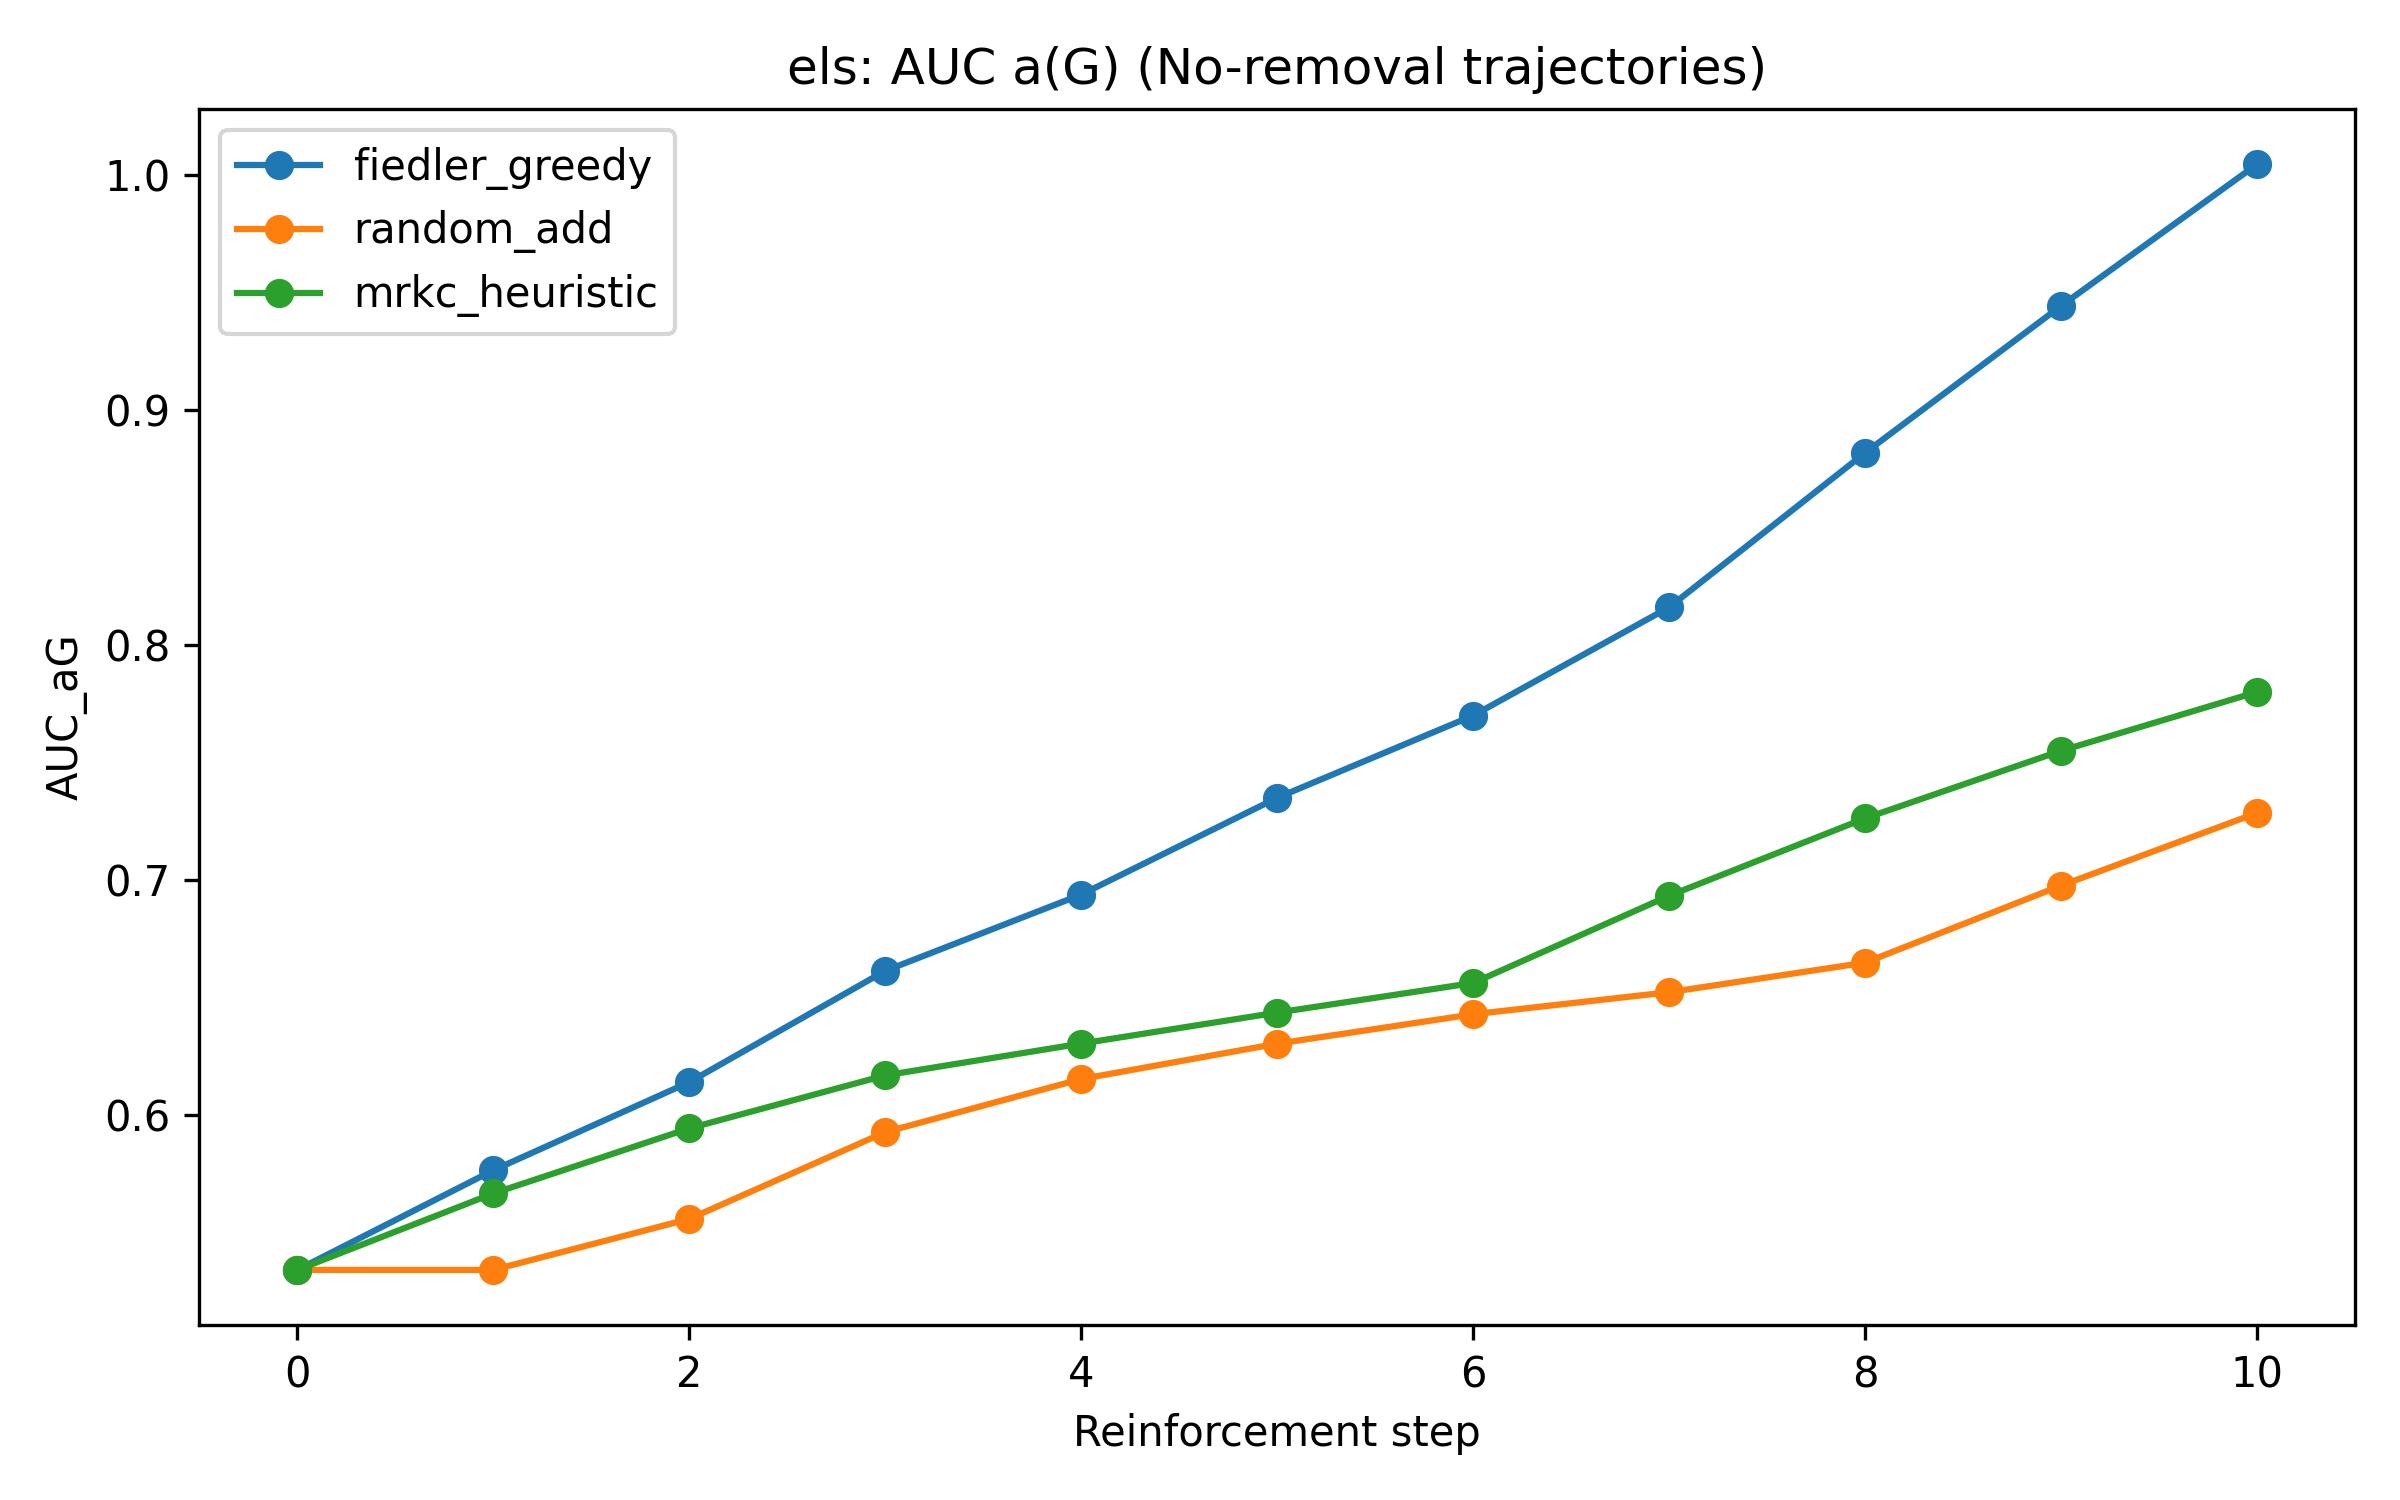 els: AUC a(G) (No-removal trajectories)
fiedler_greedy
random_add
mrkc_heuristic
1.0
0.9
0.8
0.7
0.6
AUC_aG
0 2 4 6 8 10
Reinforcement step